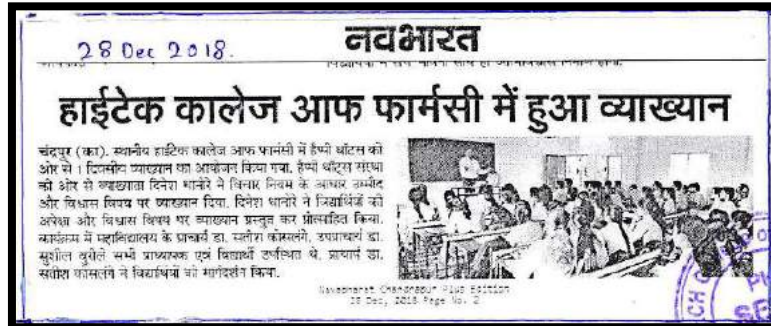 28 Dec 2018.
नवभारत
हाईटेक कालेज आफ फार्मसी में हुआ व्याख्यान
चंद्रपुर (का). स्थानीय हाईटेक कालेज आफ फार्मसी में हैप्पी थॉटस की
ओर से 1 दिवसीय व्याख्यान का आयोजन किया गया. हैप्पी थॉट्स संस्था
की ओर से व्याख्याता दिनेश धानोरे ने विचार नियम के आधार उम्मीद
और विश्वास विषय पर व्याख्यान दिया. दिनेश धानोरे ने विद्यार्थियों को
अपेक्षा और विश्वास विषय पर व्याख्यान प्रस्तुत कर प्रोत्साहित किया.
कार्यक्रम में महाविद्यालय के प्राचार्य डा. सतीश कोसलगे, उपप्राचार्य डा.
सुशील बुरीले सभी प्राध्यापक एवं विद्यार्थी उपस्थित थे. प्राचार्य डा.
सतीश कोसलगे ने विद्यार्थियों को मार्गदर्शन किया.
Navabharat Chandrapur Plus Edition
28 Dec, 2018 Page No. 2